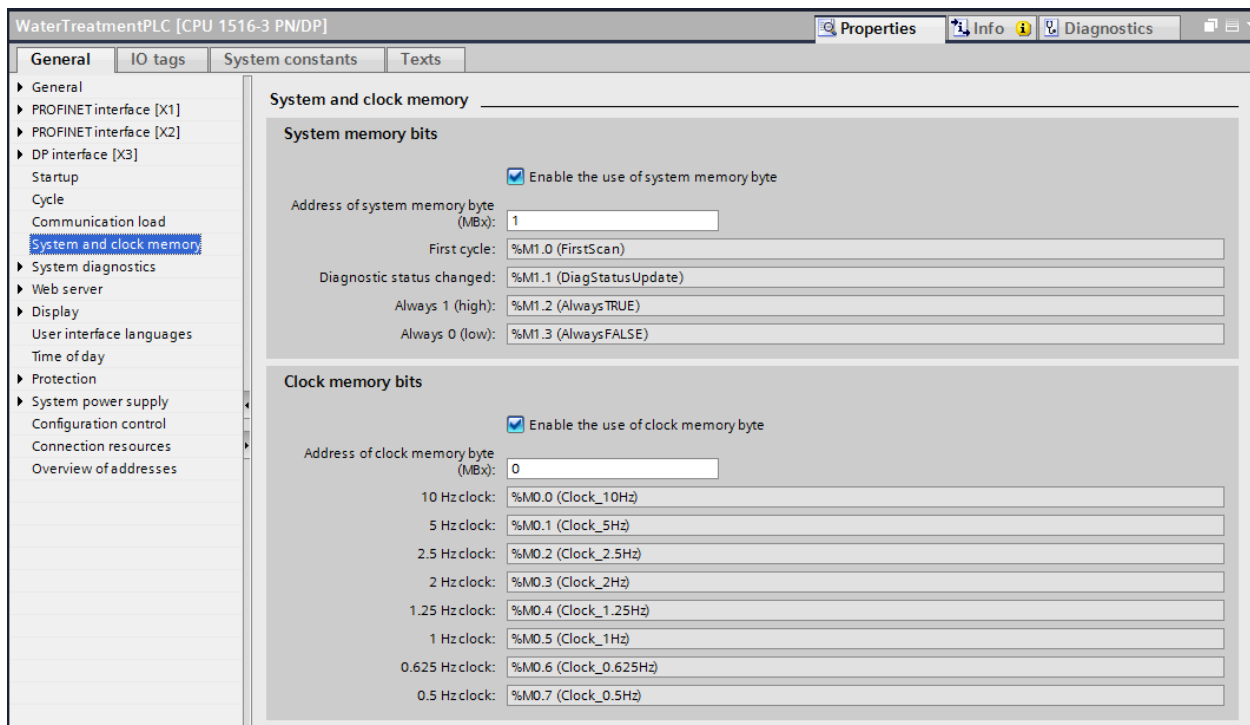 WaterTreatmentPLC [CPU 1516-3 PN/DP]
Properties
Info
Diagnostics
General
IO tags
System constants
Texts
General
PROFINET interface [X1]
PROFINET interface [X2]
DP interface [X3]
Startup
Cycle
Communication load
System and clock memory
System diagnostics
Web server
Display
User interface languages
Time of day
Protection
System power supply
Configuration control
Connection resources
Overview of addresses
System and clock memory
System memory bits
Enable the use of system memory byte
Address of system memory byte
(MBx): 1
First cycle: %M1.0 (FirstScan)
Diagnostic status changed: %M1.1 (DiagStatusUpdate)
Always 1 (high): %M1.2 (AlwaysTRUE)
Always 0 (low): %M1.3 (AlwaysFALSE)
Clock memory bits
Enable the use of clock memory byte
Address of clock memory byte
(MBx): 0
10 Hz clock: %M0.0 (Clock_10Hz)
5 Hz clock: %M0.1 (Clock_5Hz)
2.5 Hz clock: %M0.2 (Clock_2.5Hz)
2 Hz clock: %M0.3 (Clock_2Hz)
1.25 Hz clock: %M0.4 (Clock_1.25Hz)
1 Hz clock: %M0.5 (Clock_1Hz)
0.625 Hz clock: %M0.6 (Clock_0.625Hz)
0.5 Hz clock: %M0.7 (Clock_0.5Hz)